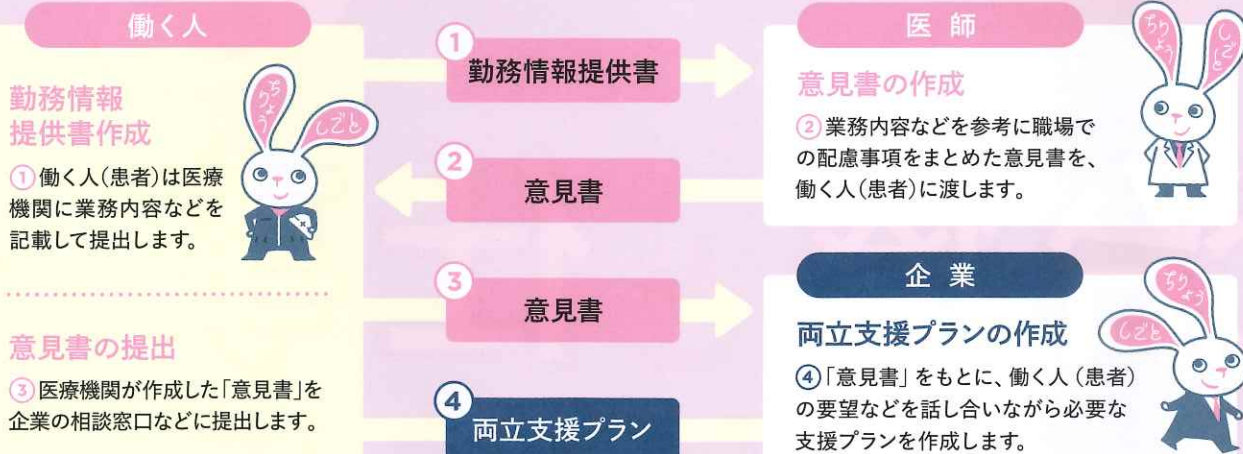 働く人
勤務情報
提供書作成
①働く人(患者)は医療
機関に業務内容などを
記載して提出します。
ちりょう
しごと
意見書の提出
③医療機関が作成した「意見書」を
企業の相談窓口などに提出します。
①
勤務情報提供書
②
意見書
③
意見書
④
両立支援プラン
医師
意見書の作成
②業務内容などを参考に職場で
の配慮事項をまとめた意見書を、
働く人(患者)に渡します。
ちりょう
しごと
企業
両立支援プランの作成
④「意見書」をもとに、働く人(患者)
の要望などを話し合いながら必要な
支援プランを作成します。
ちりょう
しごと